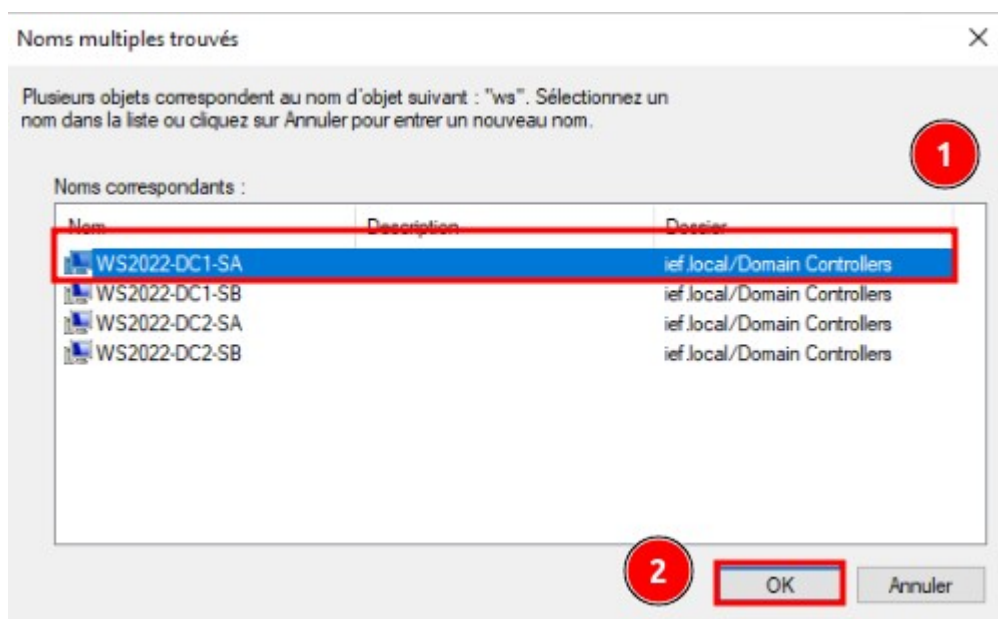 Noms multiples trouvés
Plusieurs objets correspondent au nom d'objet suivant : "ws". Sélectionnez un
nom dans la liste ou cliquez sur Annuler pour entrer un nouveau nom.
1
Noms correspondants :
Nom Description Dossier
WS2022-DC1-SA ief.local/Domain Controllers
WS2022-DC1-SB ief.local/Domain Controllers
WS2022-DC2-SA ief.local/Domain Controllers
WS2022-DC2-SB ief.local/Domain Controllers
2 OK Annuler